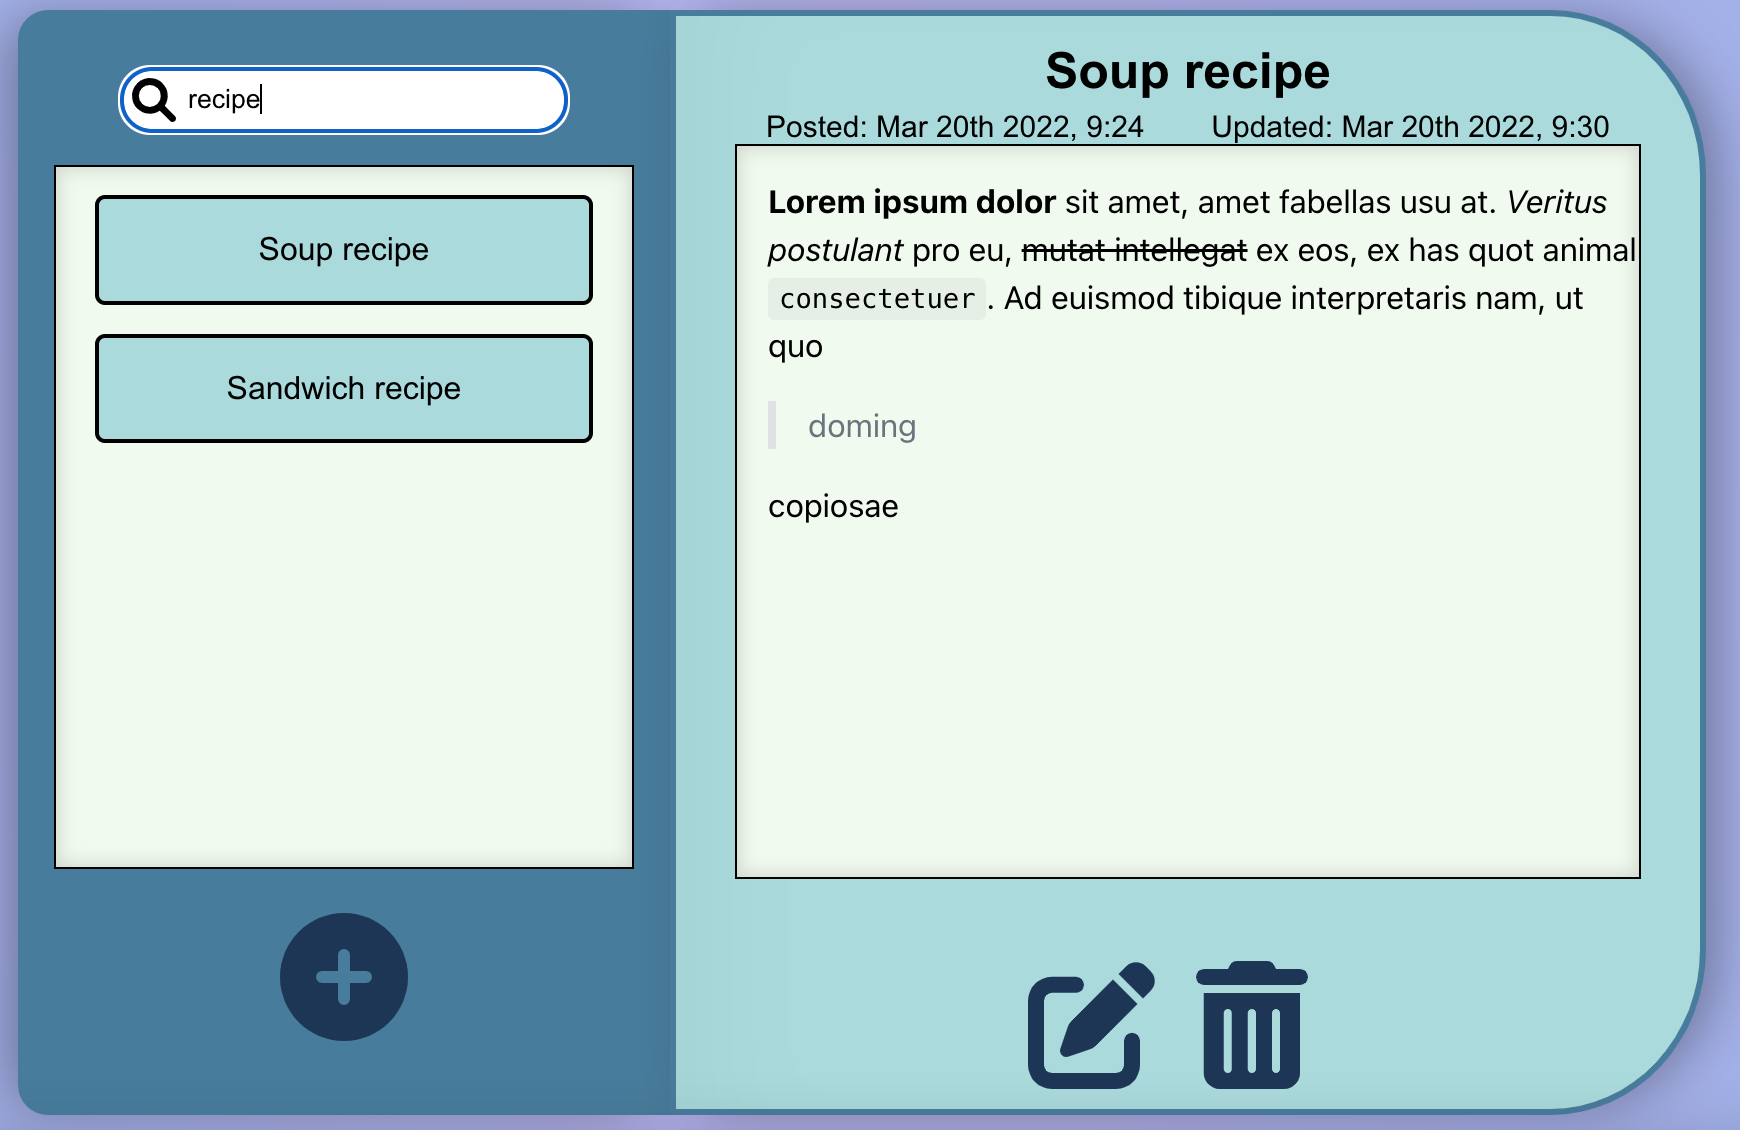 recipe
Soup recipe
Sandwich recipe
Soup recipe
Posted: Mar 20th 2022, 9:24 Updated: Mar 20th 2022, 9:30
Lorem ipsum dolor sit amet, amet fabellas usu at. Veritus
postulant pro eu, mutat intellegat ex eos, ex has quot animal
consectetuer . Ad euismod tibique interpretaris nam, ut
quo
doming
copiosae